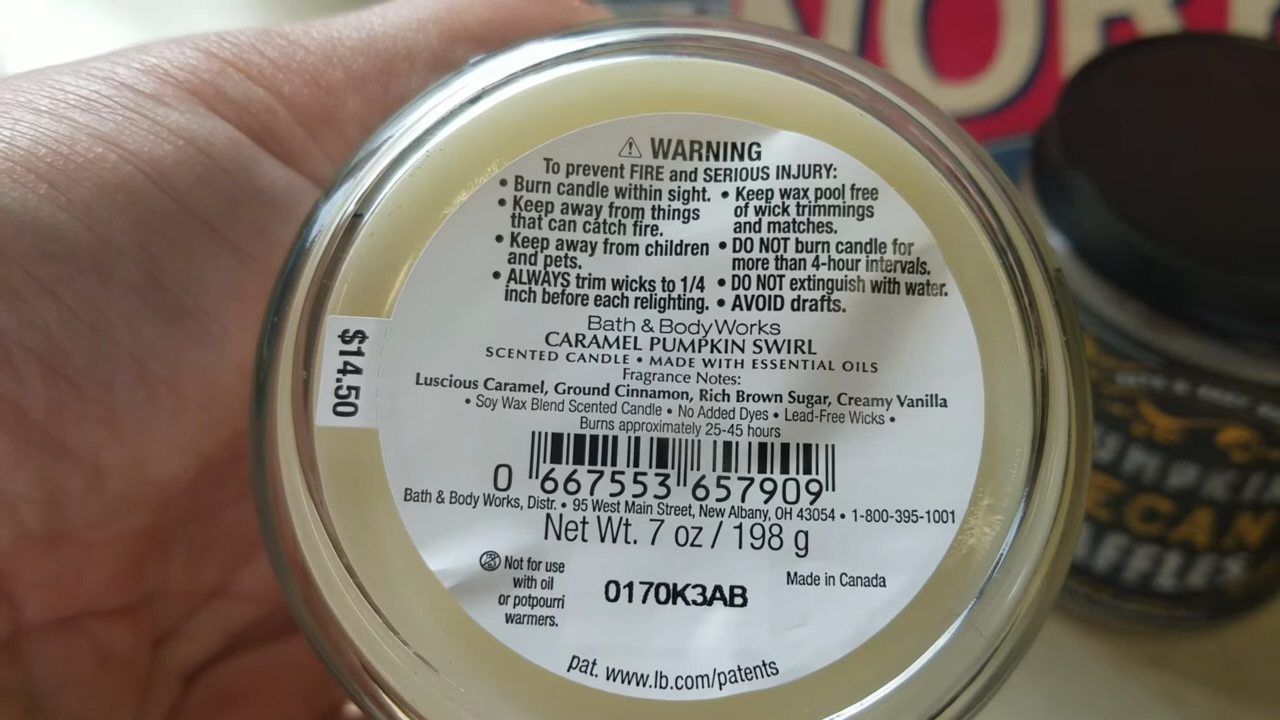 NOR
⚠ WARNING
To prevent FIRE and SERIOUS INJURY:
• Burn candle within sight.
• Keep away from things
that can catch fire.
• Keep away from children
and pets.
• ALWAYS trim wicks to 1/4
inch before each relighting.
• Keep wax pool free
of wick trimmings
and matches.
• DO NOT burn candle for
more than 4-hour intervals.
• DO NOT extinguish with water.
• AVOID drafts.
Bath & Body Works
CARAMEL PUMPKIN SWIRL
SCENTED CANDLE • MADE WITH ESSENTIAL OILS
Fragrance Notes:
Luscious Caramel, Ground Cinnamon, Rich Brown Sugar, Creamy Vanilla
• Soy Wax Blend Scented Candle • No Added Dyes • Lead-Free Wicks •
Burns approximately 25-45 hours
0 667553 657909
Bath & Body Works, Distr. • 95 West Main Street, New Albany, OH 43054 • 1-800-395-1001
Net Wt. 7 oz / 198 g
Not for use
with oil
or potpourri
warmers.
0170K3AB
Made in Canada
pat. www.lb.com/patents
$14.50
UMPKIN
ECAN
AFFLES